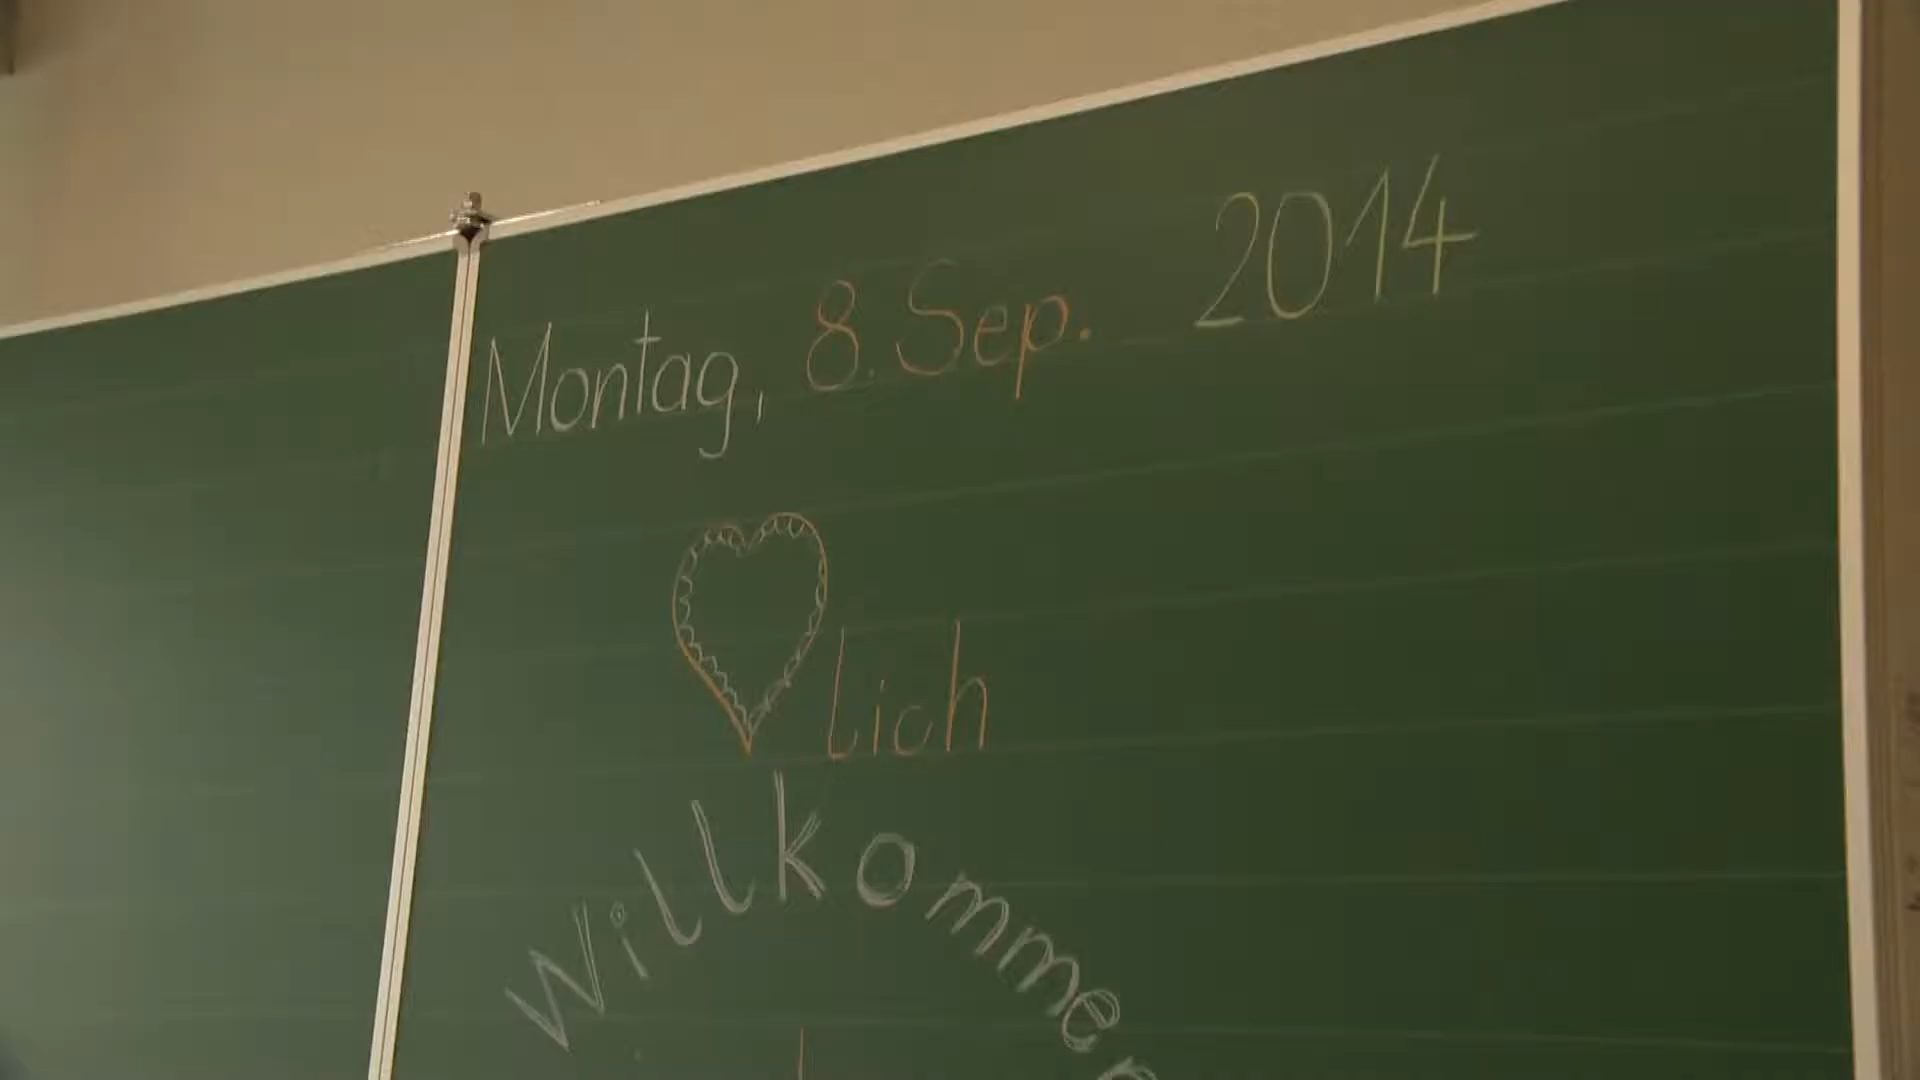 Montag, 8. Sep. 2014
lich
Willkommen